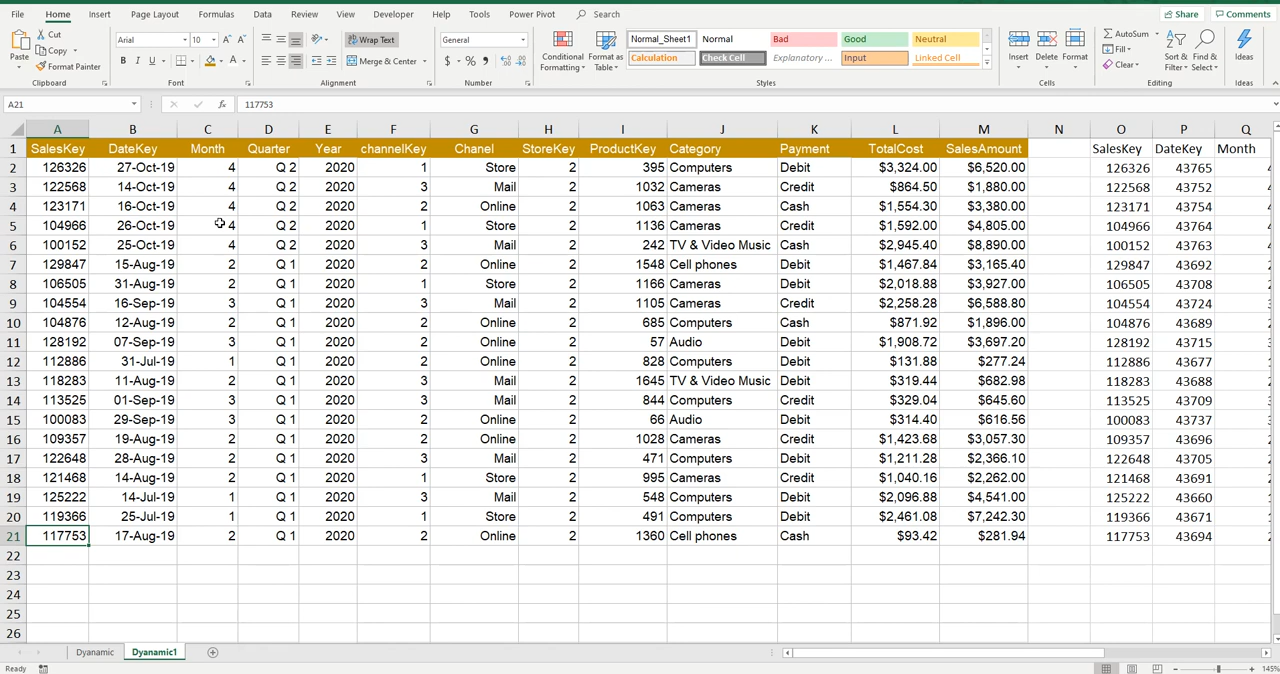 File Home Insert Page Layout Formulas Data Review View Developer Help Tools Power Pivot Search Share Comments
Paste Cut Copy Format Painter Clipboard
Arial 10 A A B I U A Font
Wrap Text Merge & Center Alignment
General $ % Number
Conditional Formatting Format as Table Normal_Sheet1 Normal Bad Good Neutral
Calculation Check Cell Explanatory ... Input Linked Cell Styles
Insert Delete Format Cells
AutoSum Fill Clear Sort & Filter Find & Select Editing
Ideas Ideas
A21 fx 117753
A B C D E F G H I J K L M N O P Q
1 SalesKey DateKey Month Quarter Year channelKey Chanel StoreKey ProductKey Category Payment TotalCost SalesAmount SalesKey DateKey Month
2 126326 27-Oct-19 4 Q 2 2020 1 Store 2 395 Computers Debit $3,324.00 $6,520.00 126326 43765
3 122568 14-Oct-19 4 Q 2 2020 3 Mail 2 1032 Cameras Credit $864.50 $1,880.00 122568 43752
4 123171 16-Oct-19 4 Q 2 2020 2 Online 2 1063 Cameras Cash $1,554.30 $3,380.00 123171 43754
5 104966 26-Oct-19 4 Q 2 2020 1 Store 2 1136 Cameras Credit $1,592.00 $4,805.00 104966 43764
6 100152 25-Oct-19 4 Q 2 2020 3 Mail 2 242 TV & Video Music Cash $2,945.40 $8,890.00 100152 43763
7 129847 15-Aug-19 2 Q 1 2020 2 Online 2 1548 Cell phones Debit $1,467.84 $3,165.40 129847 43692
8 106505 31-Aug-19 2 Q 1 2020 1 Store 2 1166 Cameras Debit $2,018.88 $3,927.00 106505 43708
9 104554 16-Sep-19 3 Q 1 2020 3 Mail 2 1105 Cameras Credit $2,258.28 $6,588.80 104554 43724
10 104876 12-Aug-19 2 Q 1 2020 2 Online 2 685 Computers Cash $871.92 $1,896.00 104876 43689
11 128192 07-Sep-19 3 Q 1 2020 2 Online 2 57 Audio Debit $1,908.72 $3,697.20 128192 43715
12 112886 31-Jul-19 1 Q 1 2020 2 Online 2 828 Computers Debit $131.88 $277.24 112886 43677
13 118283 11-Aug-19 2 Q 1 2020 3 Mail 2 1645 TV & Video Music Debit $319.44 $682.98 118283 43688
14 113525 01-Sep-19 3 Q 1 2020 3 Mail 2 844 Computers Credit $329.04 $645.60 113525 43709
15 100083 29-Sep-19 3 Q 1 2020 2 Online 2 66 Audio Debit $314.40 $616.56 100083 43737
16 109357 19-Aug-19 2 Q 1 2020 2 Online 2 1028 Cameras Credit $1,423.68 $3,057.30 109357 43696
17 122648 28-Aug-19 2 Q 1 2020 3 Mail 2 471 Computers Debit $1,211.28 $2,366.10 122648 43705
18 121468 14-Aug-19 2 Q 1 2020 1 Store 2 995 Cameras Credit $1,040.16 $2,262.00 121468 43691
19 125222 14-Jul-19 1 Q 1 2020 3 Mail 2 548 Computers Debit $2,096.88 $4,541.00 125222 43660
20 119366 25-Jul-19 1 Q 1 2020 1 Store 2 491 Computers Debit $2,461.08 $7,242.30 119366 43671
21 117753 17-Aug-19 2 Q 1 2020 2 Online 2 1360 Cell phones Cash $93.42 $281.94 117753 43694
22
23
24
25
26
Dyanamic Dyanamic1
Ready 145%